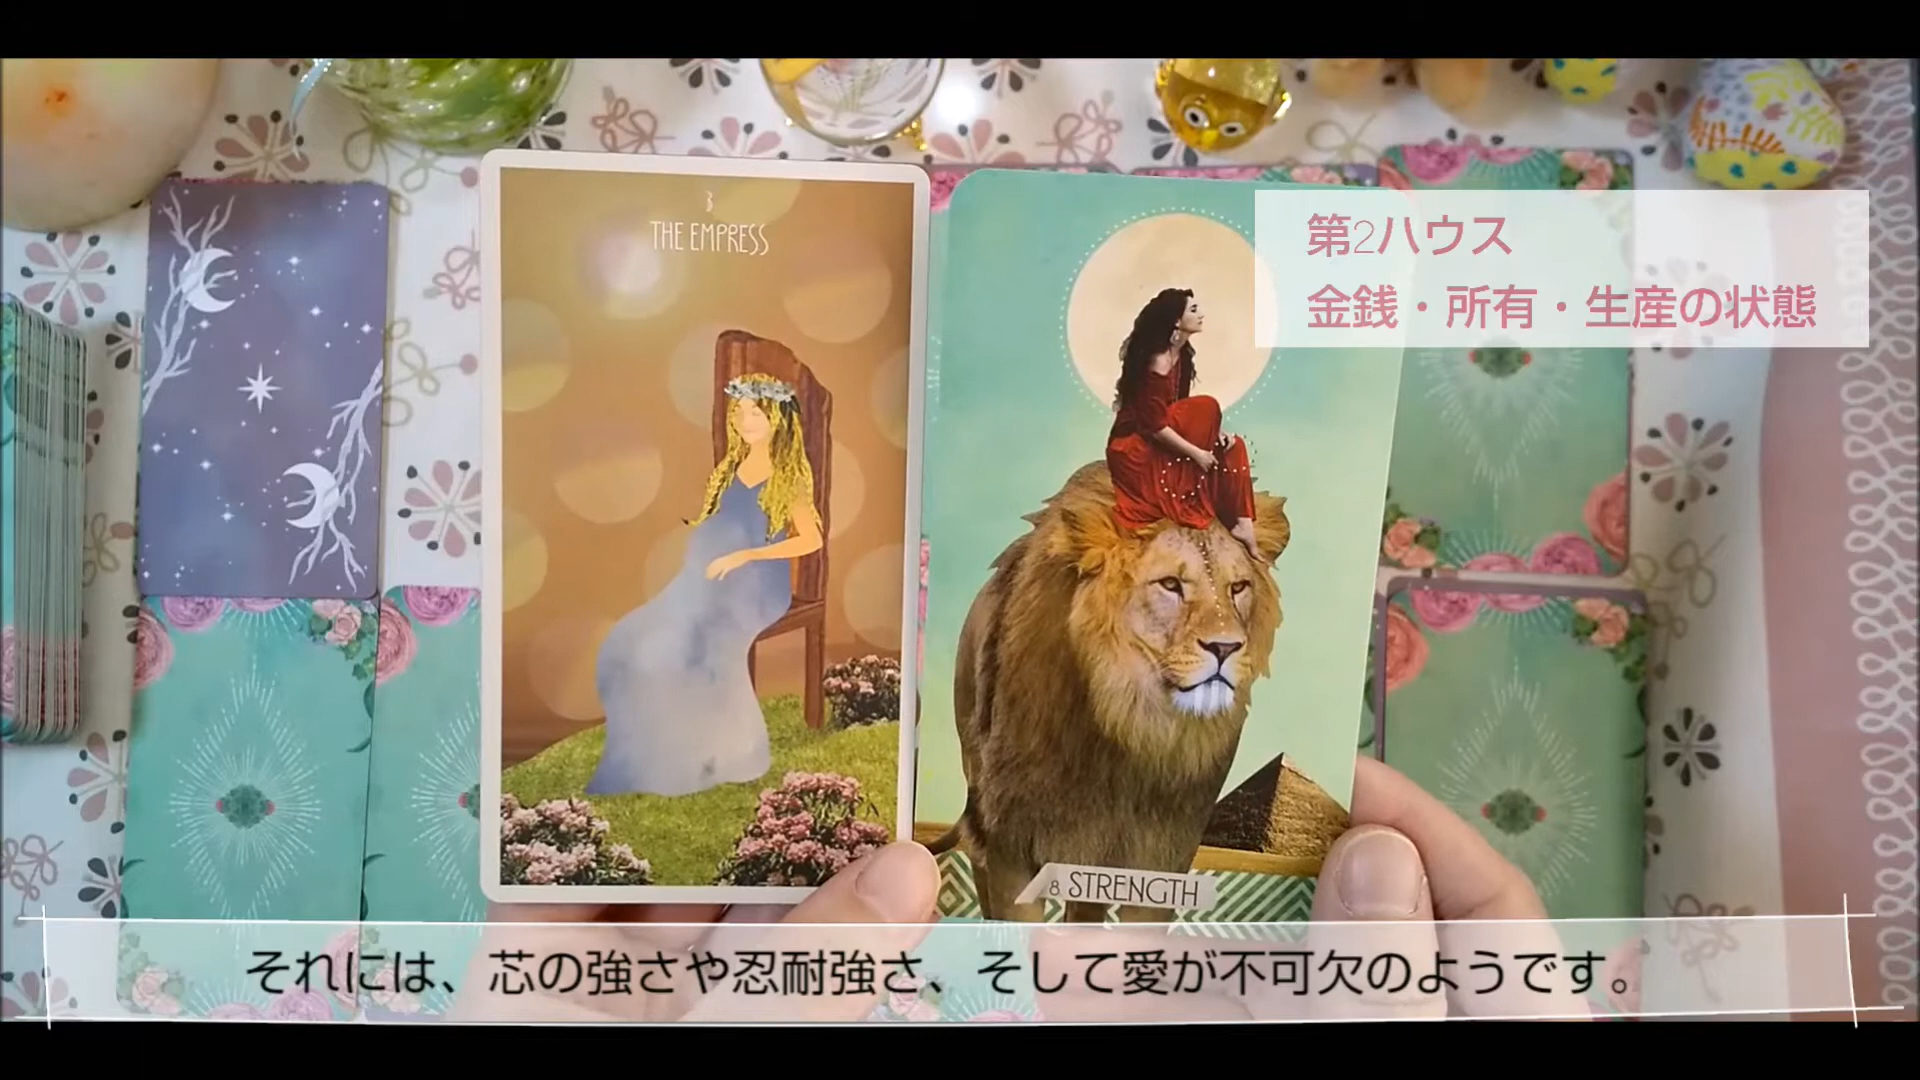 3
THE EMPRESS
第2ハウス
金銭・所有・生産の状態
8 STRENGTH
それには、芯の強さや忍耐強さ、そして愛が不可欠のようです。